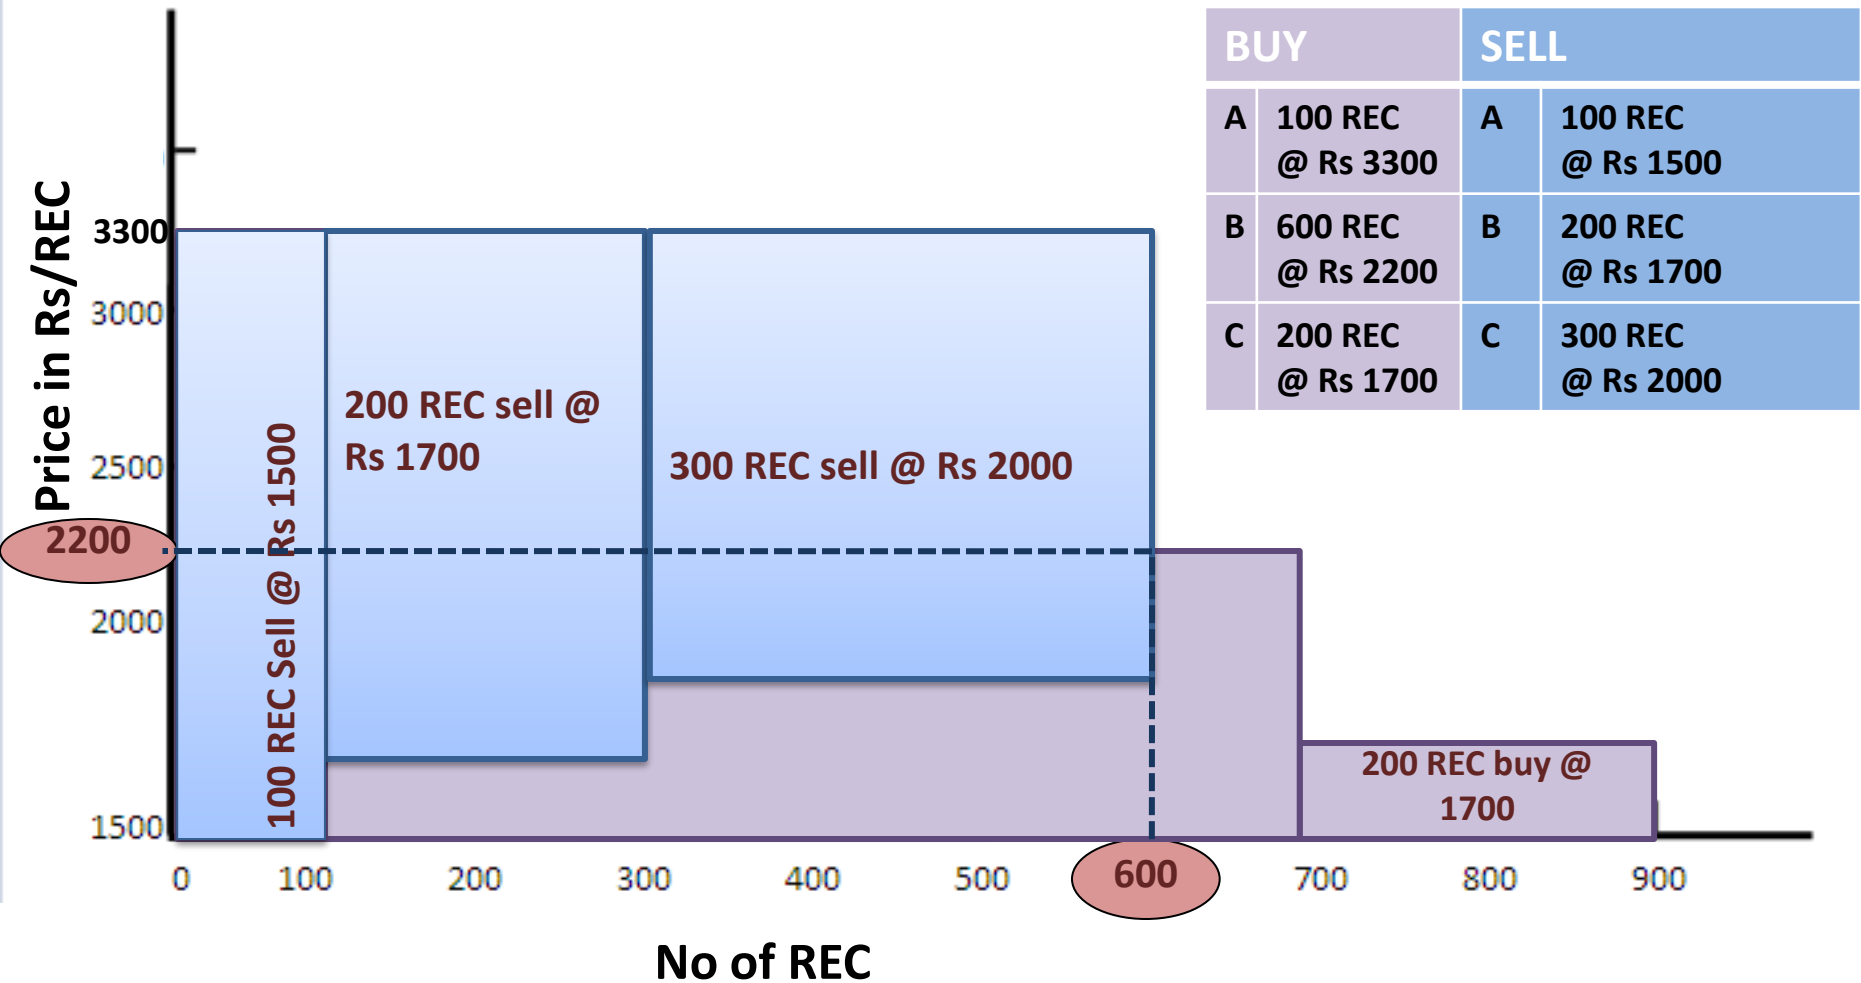 BUY SELL
A 100 REC @ Rs 3300 A 100 REC @ Rs 1500
B 600 REC @ Rs 2200 B 200 REC @ Rs 1700
C 200 REC @ Rs 1700 C 300 REC @ Rs 2000
Price in Rs/REC
3300
3000
2500
2200
2000
1500
100 REC Sell @ Rs 1500
200 REC sell @
Rs 1700
300 REC sell @ Rs 2000
200 REC buy @
1700
0 100 200 300 400 500 600 700 800 900
No of REC